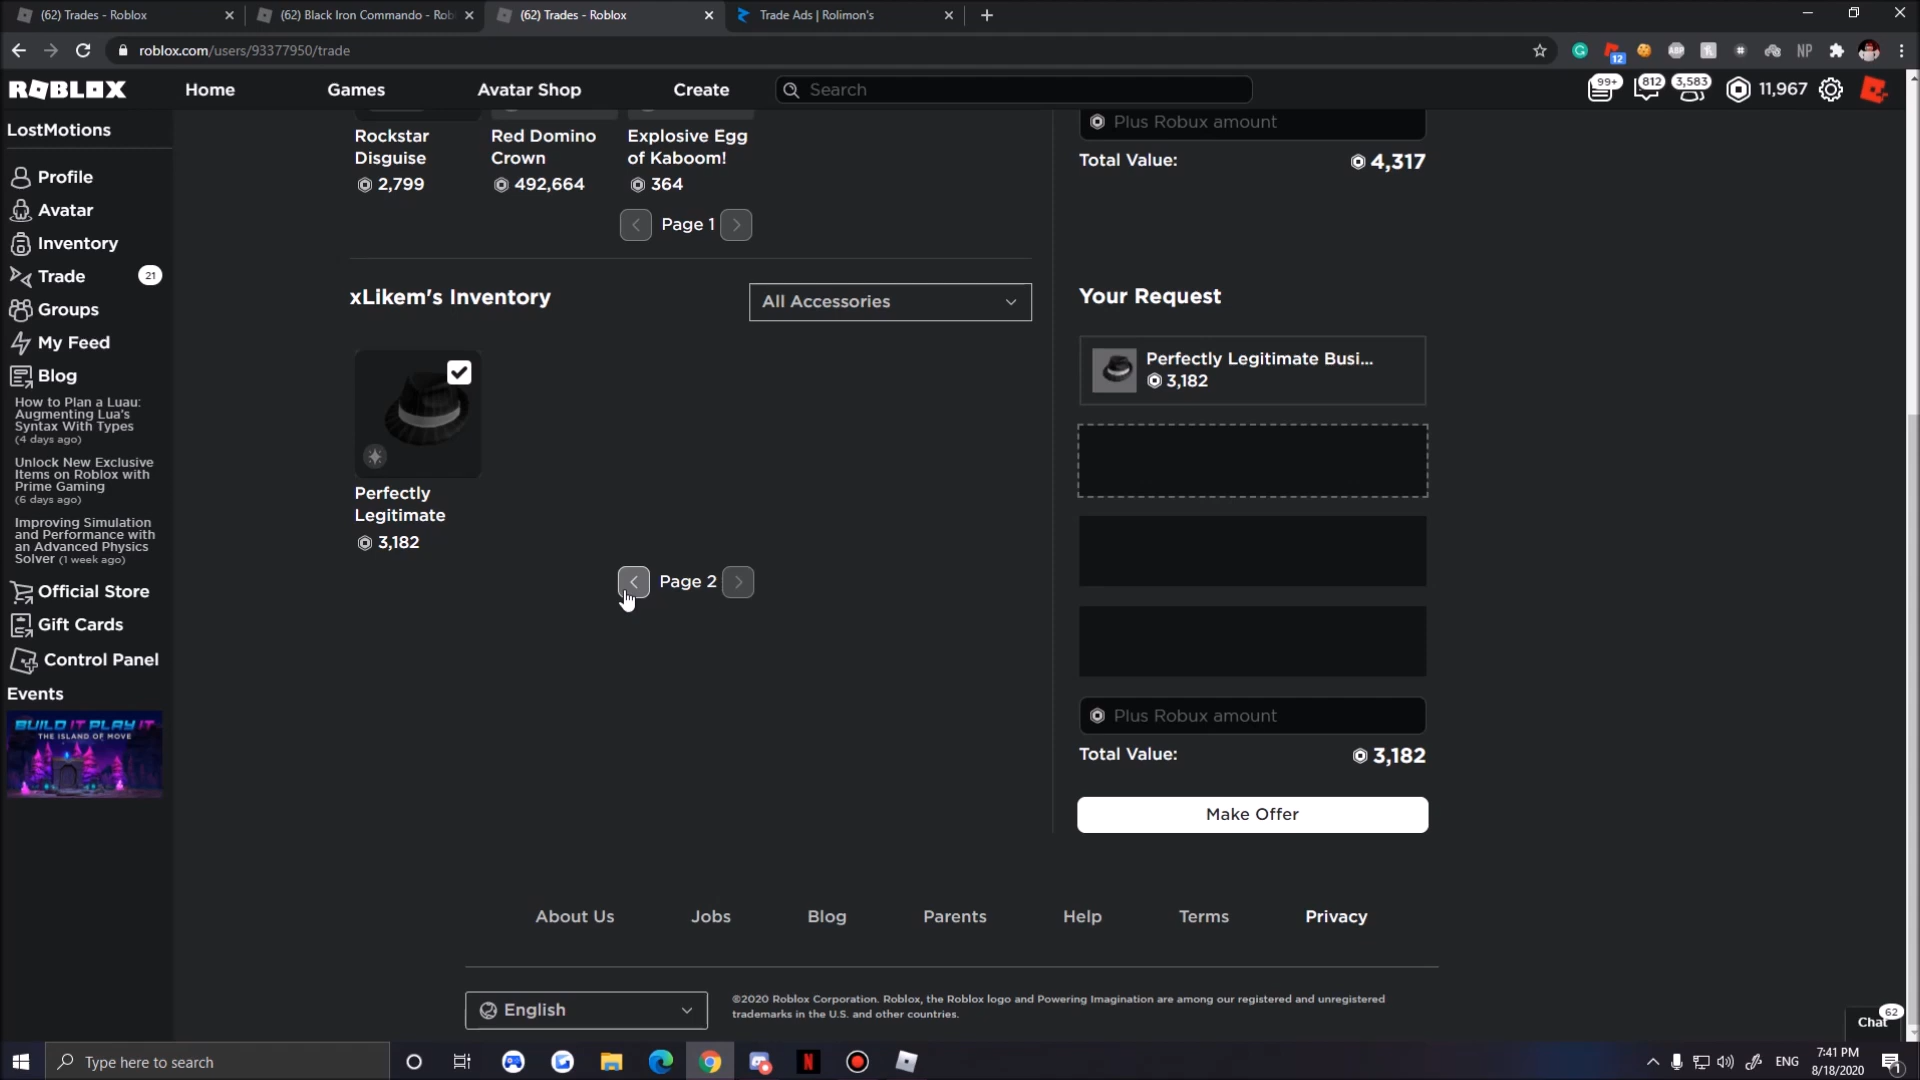 (62) Trades - Roblox
(62) Black Iron Commando - Rob
(62) Trades - Roblox
Trade Ads | Rolimon's
roblox.com/users/93377950/trade
12
ABP
NP
ROBLOX
Home
Games
Avatar Shop
Create
Search
99+
812
3,583
11,967
LostMotions
Profile
Avatar
Inventory
Trade
21
Groups
My Feed
Blog
How to Plan a Luau:
Augmenting Lua's
Syntax With Types
(4 days ago)
Unlock New Exclusive
Items on Roblox with
Prime Gaming
(6 days ago)
Improving Simulation
and Performance with
an Advanced Physics
Solver (1 week ago)
Official Store
Gift Cards
Control Panel
Events
BUILD IT PLAY IT
THE ISLAND OF MOVE
Rockstar
Disguise
2,799
Red Domino
Crown
492,664
Explosive Egg
of Kaboom!
364
Page 1
xLikem's Inventory
All Accessories
Perfectly
Legitimate
3,182
Page 2
Plus Robux amount
Total Value:
4,317
Your Request
Perfectly Legitimate Busi...
3,182
Plus Robux amount
Total Value:
3,182
Make Offer
About Us
Jobs
Blog
Parents
Help
Terms
Privacy
English
©2020 Roblox Corporation. Roblox, the Roblox logo and Powering Imagination are among our registered and unregistered
trademarks in the U.S. and other countries.
Chat
62
Type here to search
N
ENG
7:41 PM
8/18/2020
1